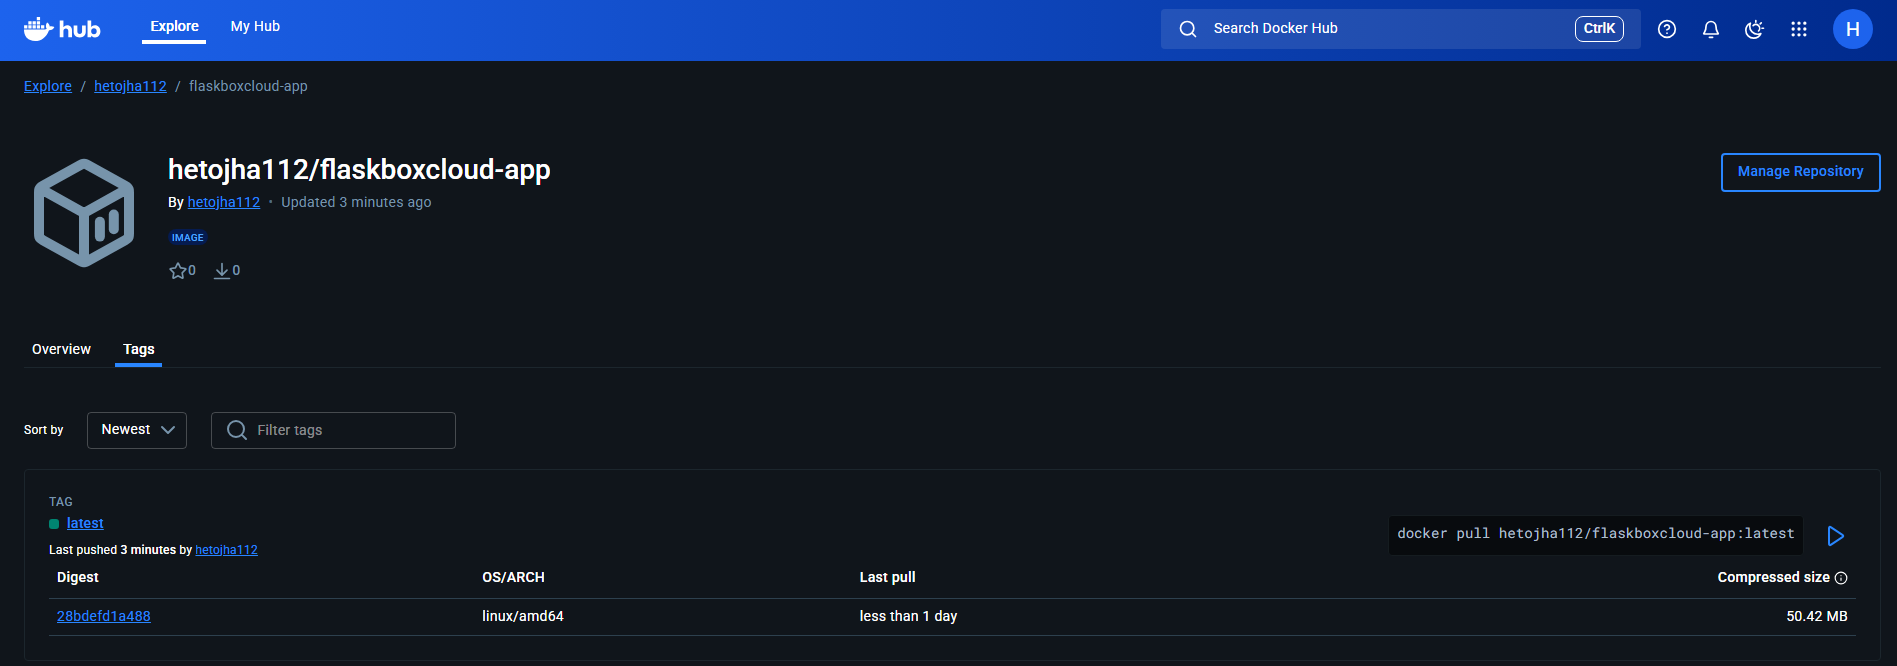 hub Explore My Hub Search Docker Hub CtrlK H
Explore / hetojha112 / flaskboxcloud-app
hetojha112/flaskboxcloud-app
Manage Repository
By hetojha112 • Updated 3 minutes ago
IMAGE
0 0
Overview Tags
Sort by Newest Filter tags
TAG
latest
docker pull hetojha112/flaskboxcloud-app:latest
Last pushed 3 minutes by hetojha112
Digest OS/ARCH Last pull Compressed size
28bdefd1a488 linux/amd64 less than 1 day 50.42 MB